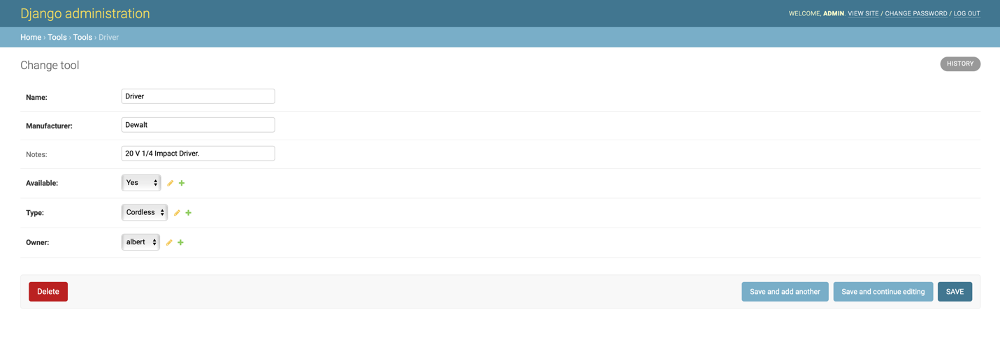 Django administration
WELCOME, ADMIN. VIEW SITE / CHANGE PASSWORD / LOG OUT
Home › Tools › Tools › Driver
Change tool
HISTORY
Name: Driver
Manufacturer: Dewalt
Notes: 20 V 1/4 Impact Driver.
Available: Yes
Type: Cordless
Owner: albert
Delete Save and add another Save and continue editing SAVE